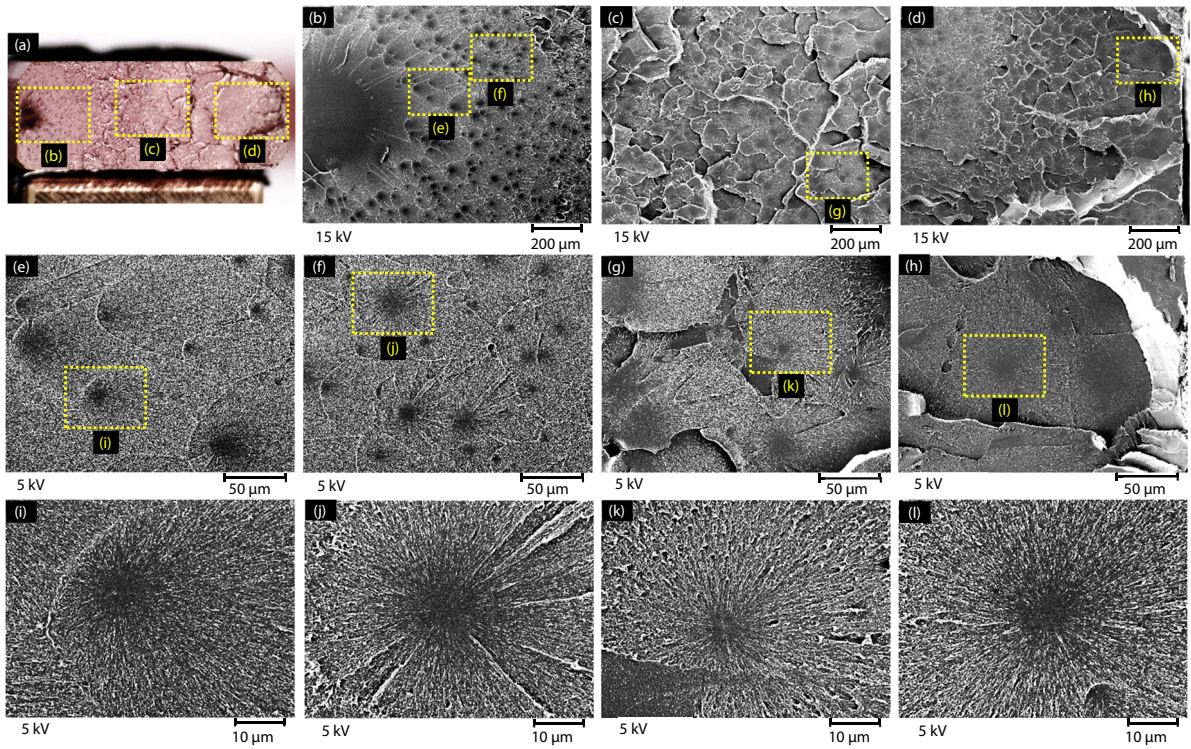 (a)
(b)
(c)
(d)
(b)
(f)
(e)
15 kV
200 μm
(c)
(g)
15 kV
200 μm
(d)
(h)
15 kV
200 μm
(e)
(i)
5 kV
50 μm
(f)
(j)
5 kV
50 μm
(g)
(k)
5 kV
50 μm
(h)
(l)
5 kV
50 μm
(i)
5 kV
10 μm
(j)
5 kV
10 μm
(k)
5 kV
10 μm
(l)
5 kV
10 μm